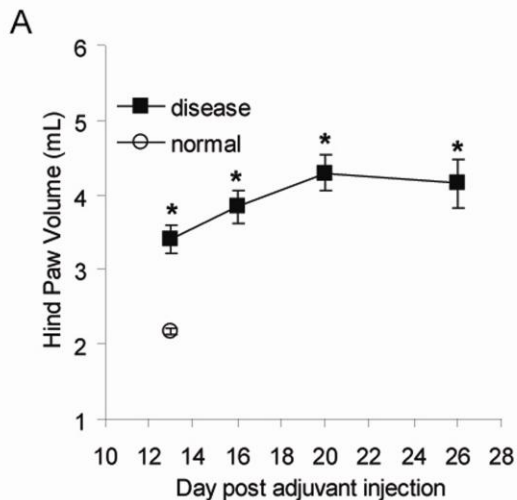 A
6
5
4
3
2
1
Hind Paw Volume (mL)
disease
normal
* * * *
10 12 14 16 18 20 22 24 26 28
Day post adjuvant injection